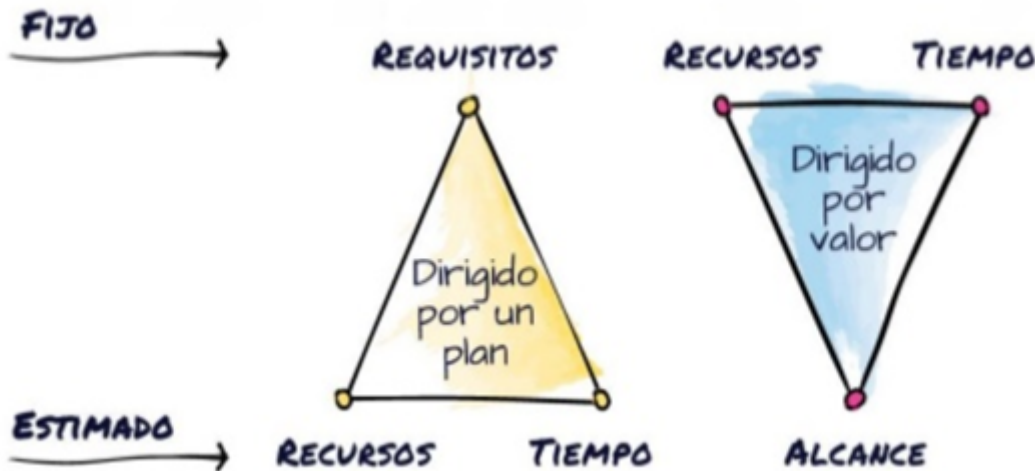 FIJO
REQUISITOS
RECURSOS
TIEMPO
Dirigido
por
valor
Dirigido
por un
plan
ESTIMADO
RECURSOS
TIEMPO
ALCANCE